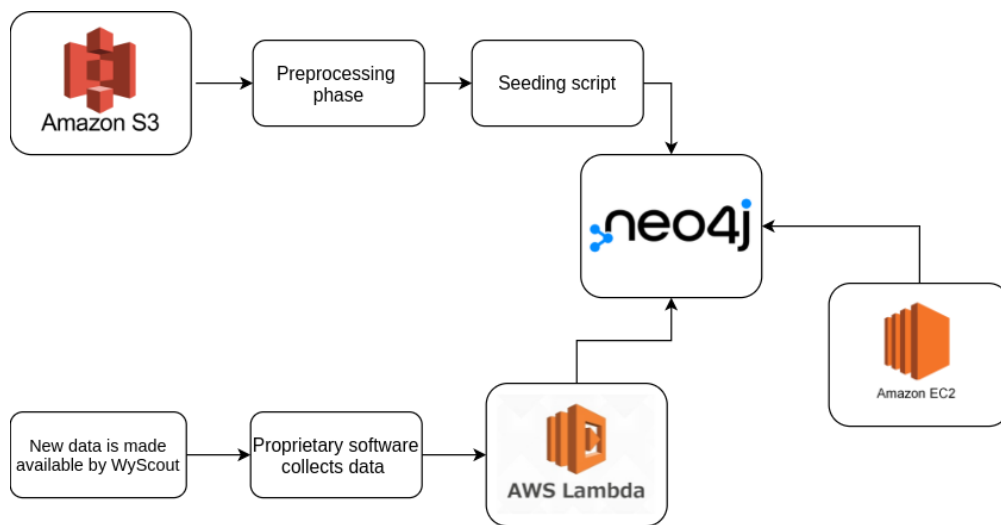 Amazon S3
Preprocessing
phase
Seeding script
neo4j
Amazon EC2
New data is made
available by WyScout
Proprietary software
collects data
AWS Lambda